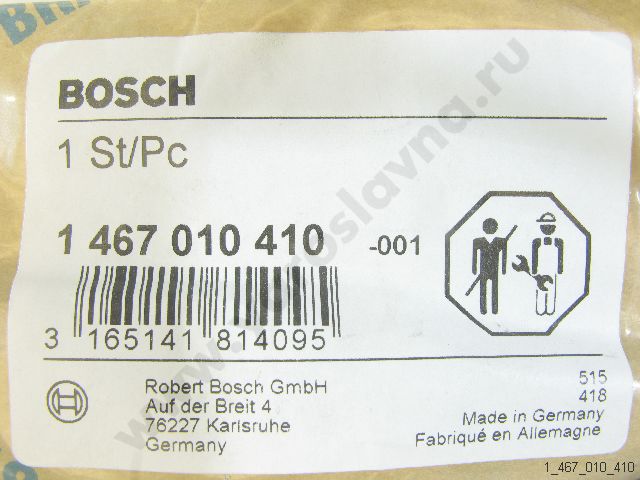 BOSCH
1 St/Pc
1 467 010 410 -001
3 165141 814095
Robert Bosch GmbH
Auf der Breit 4
76227 Karlsruhe
Germany
515
418
Made in Germany
Fabriqué en Allemagne
1_467_010_410